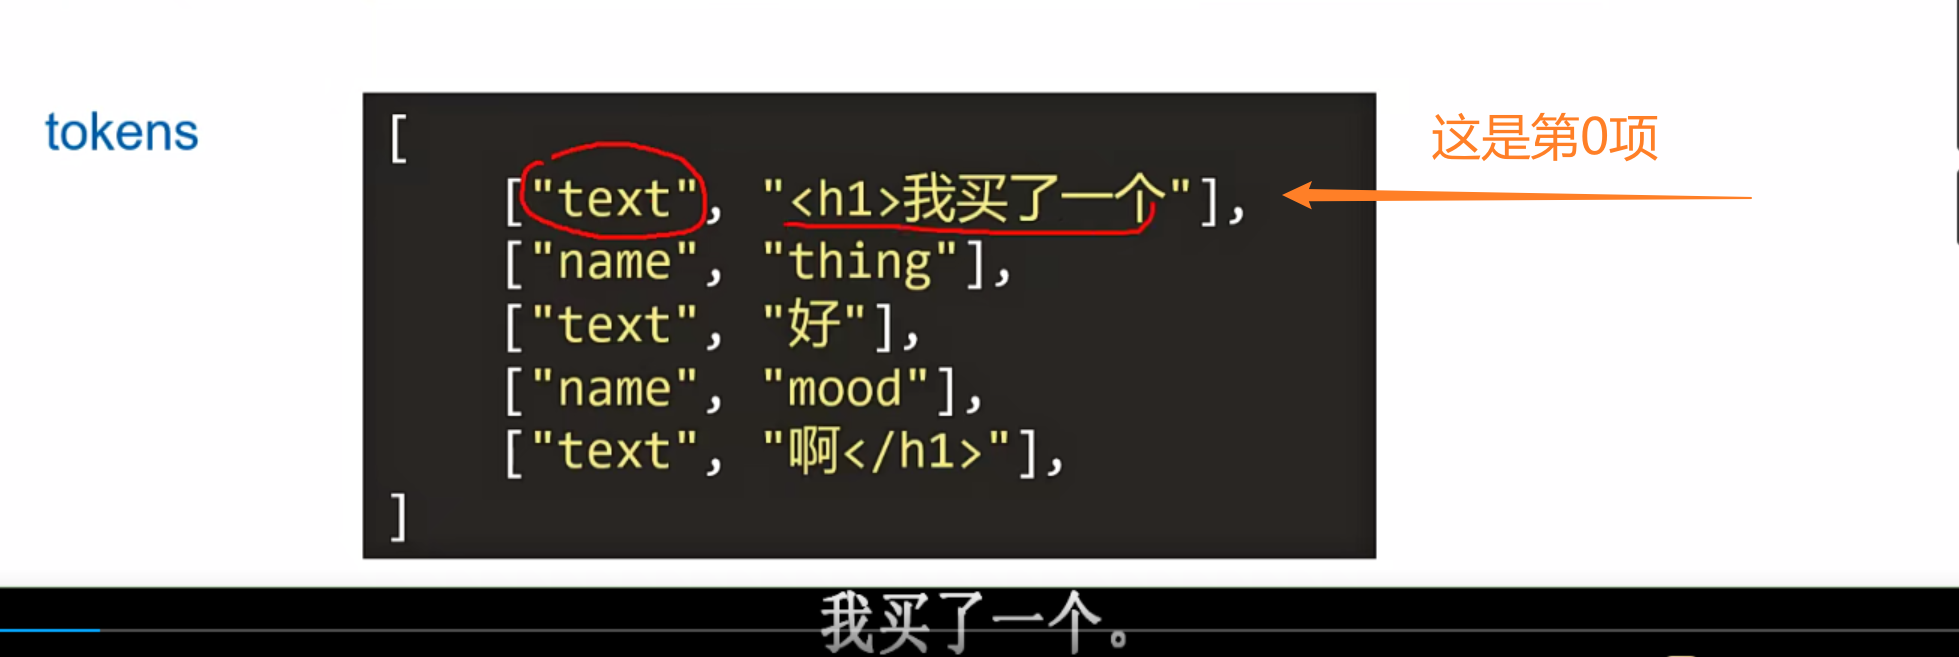 tokens
[
["text", "<h1>我买了一个"],
这是第0项
["name", "thing"],
["text", "好"],
["name", "mood"],
["text", "啊</h1>"],
]
我买了一个。